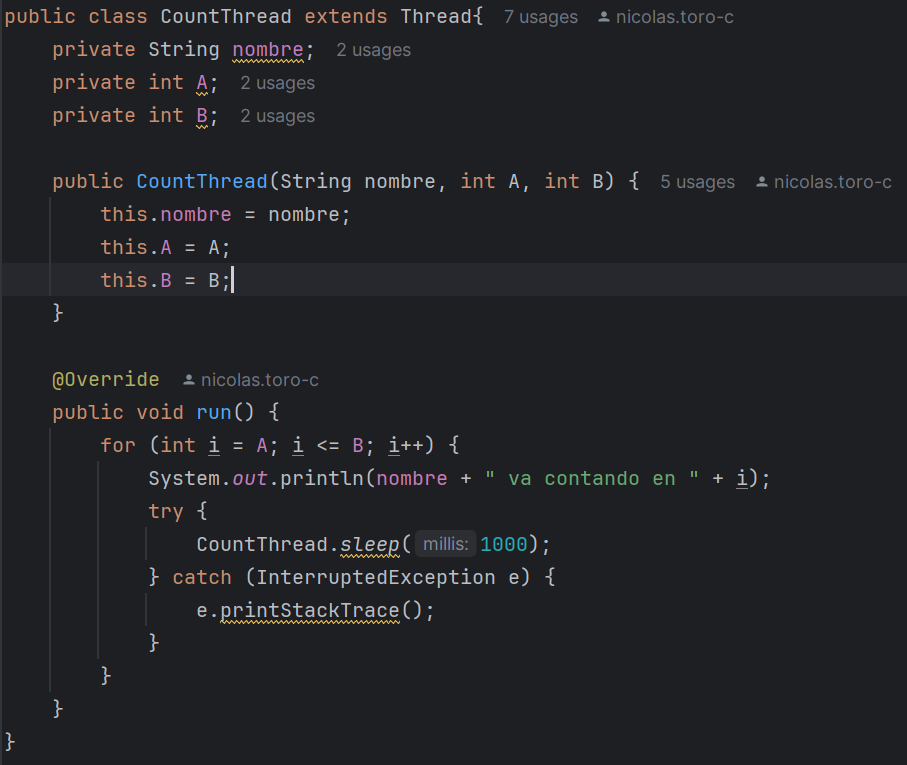 public class CountThread extends Thread{ 7 usages nicolas.toro-c
    private String nombre; 2 usages
    private int A; 2 usages
    private int B; 2 usages

    public CountThread(String nombre, int A, int B) { 5 usages nicolas.toro-c
        this.nombre = nombre;
        this.A = A;
        this.B = B;
    }

    @Override nicolas.toro-c
    public void run() {
        for (int i = A; i <= B; i++) {
            System.out.println(nombre + " va contando en " + i);
            try {
                CountThread.sleep( millis: 1000);
            } catch (InterruptedException e) {
                e.printStackTrace();
            }
        }
    }
}